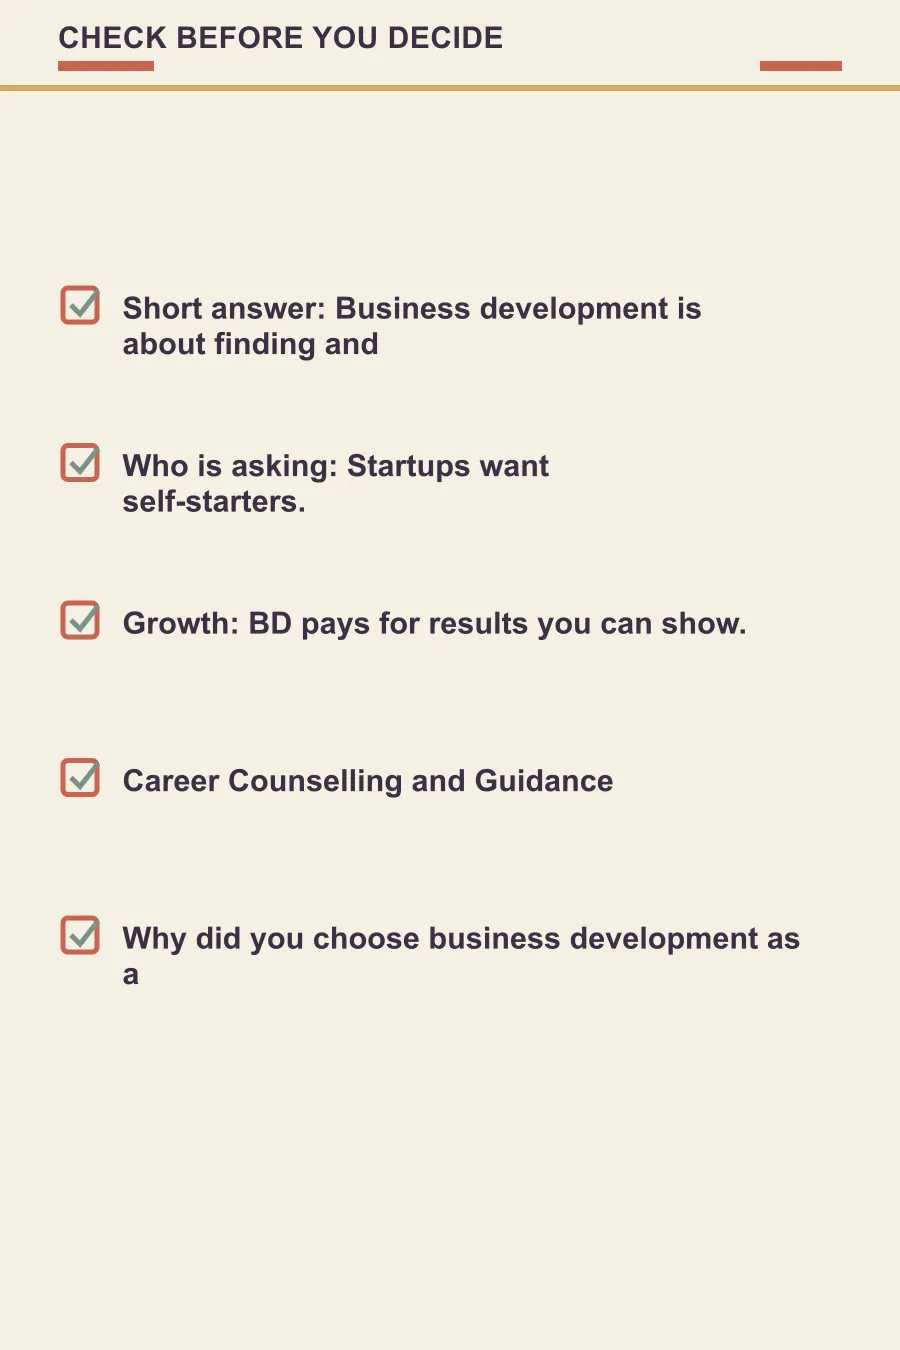 CHECK BEFORE YOU DECIDE
Short answer: Business development is
about finding and
Who is asking: Startups want
self-starters.
Growth: BD pays for results you can show.
Career Counselling and Guidance
Why did you choose business development as
a